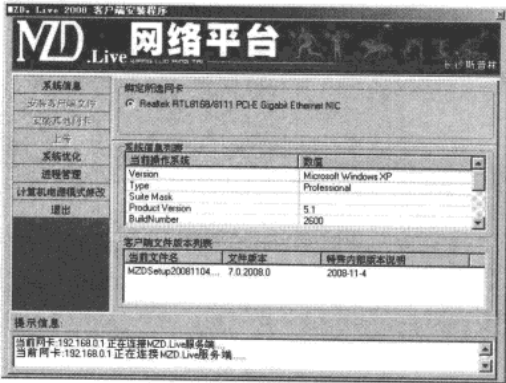 MZD. Live 2008 客户端安装程序
MZD.Live 网络平台
长沙斯普林
系统信息
安装客户端文件
安装其他网卡
上传
系统优化
进程管理
计算机电源模式修改
退出
绑定所选网卡
Realtek RTL8168/8111 PCI-E Gigabit Ethernet NIC
系统信息列表
当前操作系统 数值
Version Microsoft Windows XP
Type Professional
Suite Mask
Product Version 5.1
BuildNumber 2600
客户端文件版本列表
当前文件名 文件版本 特殊内部版本说明
MZDSetup20081104.... 7.0.2008.0 2008-11-4
提示信息:
当前网卡:192.168.0.1 正在连接MZD.Live服务端......
当前网卡:192.168.0.1 正在连接MZD.Live服务端......